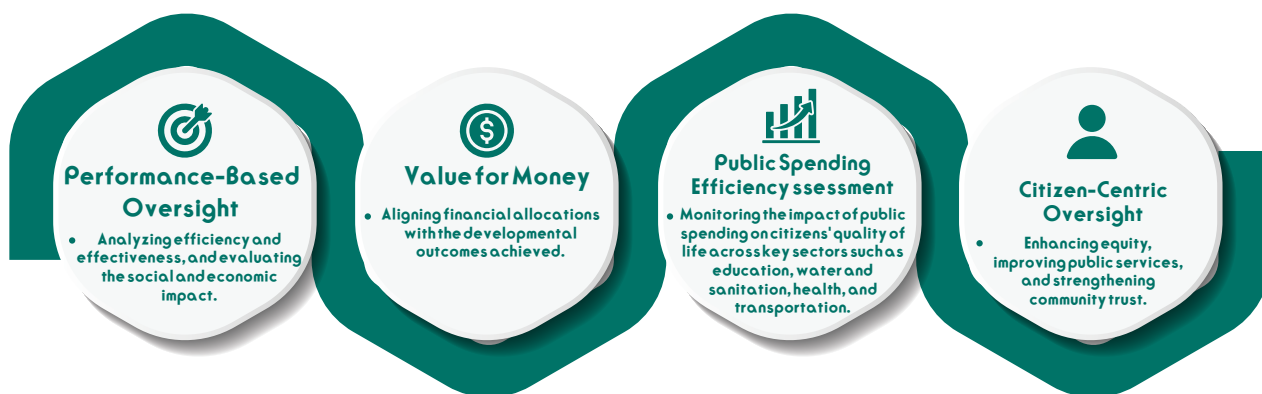 Performance-Based
Oversight
• Analyzing efficiency and
effectiveness, and evaluating
the social and economic
impact.
$
Value for Money
• Aligning financial allocations
with the developmental
outcomes achieved.
Public Spending
Efficiency ssessment
• Monitoring the impact of public
spending on citizens' quality of
life across key sectors such as
education, water and
sanitation, health, and
transportation.
Citizen-Centric
Oversight
• Enhancing equity,
improving public services,
and strengthening
community trust.